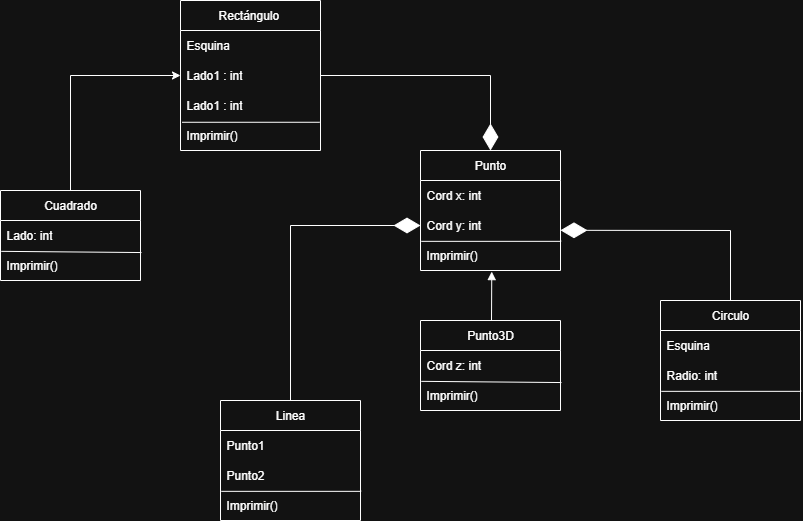 Rectángulo
Esquina
Lado1 : int
Lado1 : int
Imprimir()
Punto
Cord x: int
Cord y: int
Imprimir()
Cuadrado
Lado: int
Imprimir()
Punto3D
Cord z: int
Imprimir()
Circulo
Esquina
Radio: int
Imprimir()
Linea
Punto1
Punto2
Imprimir()